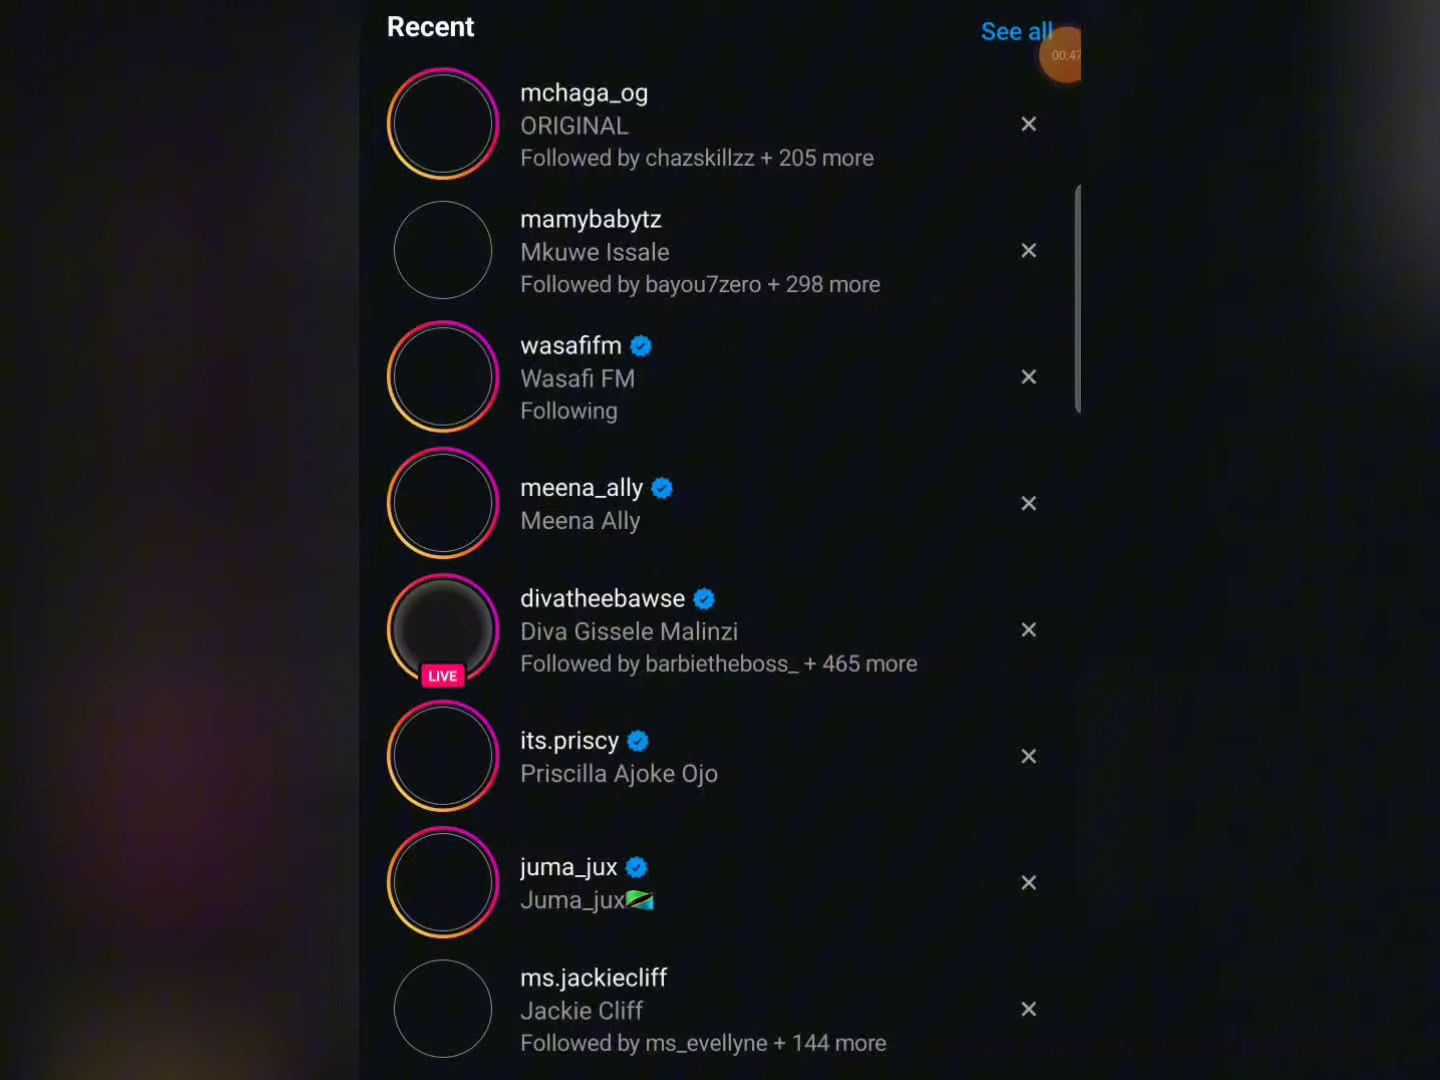 Recent
See all
00:47
mchaga_og
ORIGINAL
Followed by chazskillzz + 205 more
mamybabytz
Mkuwe Issale
Followed by bayou7zero + 298 more
wasafifm
Wasafi FM
Following
meena_ally
Meena Ally
divatheebawse
Diva Gissele Malinzi
Followed by barbietheboss_ + 465 more
LIVE
its.priscy
Priscilla Ajoke Ojo
juma_jux
Juma_jux🇹🇿
ms.jackiecliff
Jackie Cliff
Followed by ms_evellyne + 144 more